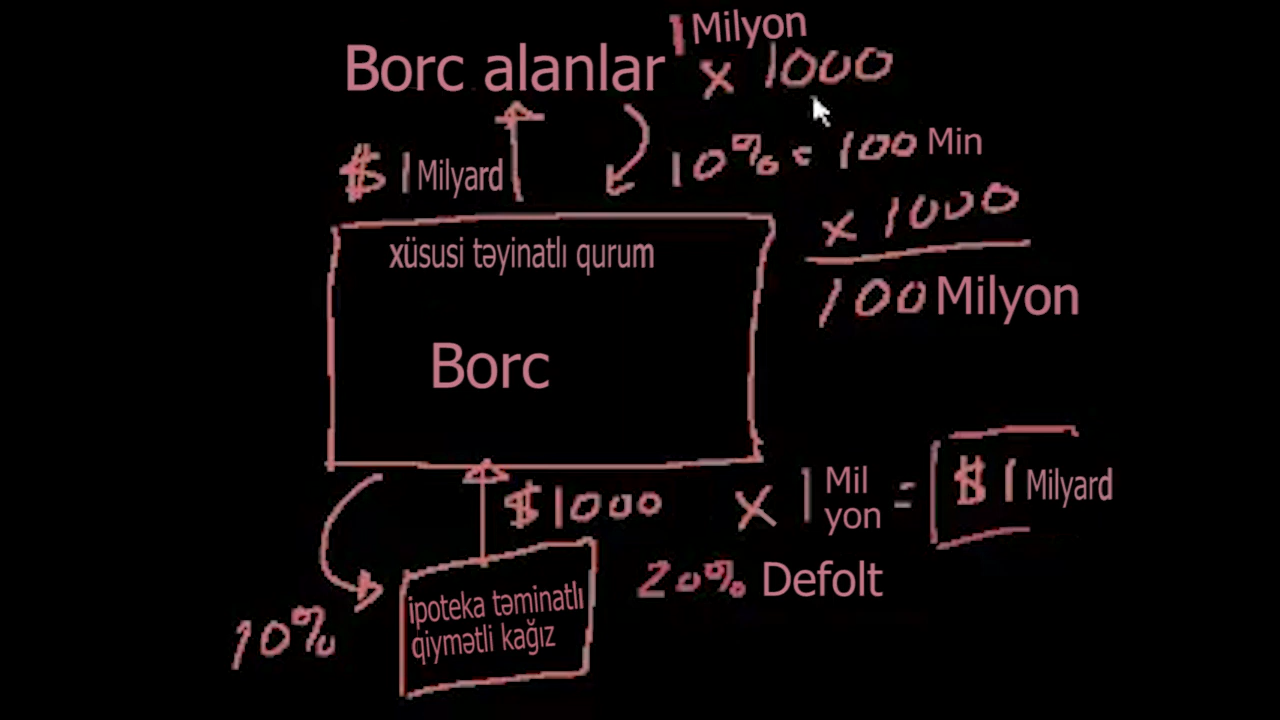 1 Milyon
Borc alanlar x 1000
$ 1 Milyard
10% = 100 Min
x 1000
100 Milyon
xüsusi təyinatlı qurum
Borc
$1000 x 1 Mil
yon = $ 1 Milyard
20% Defolt
ipoteka təminatlı
qiymətli kağız
10%